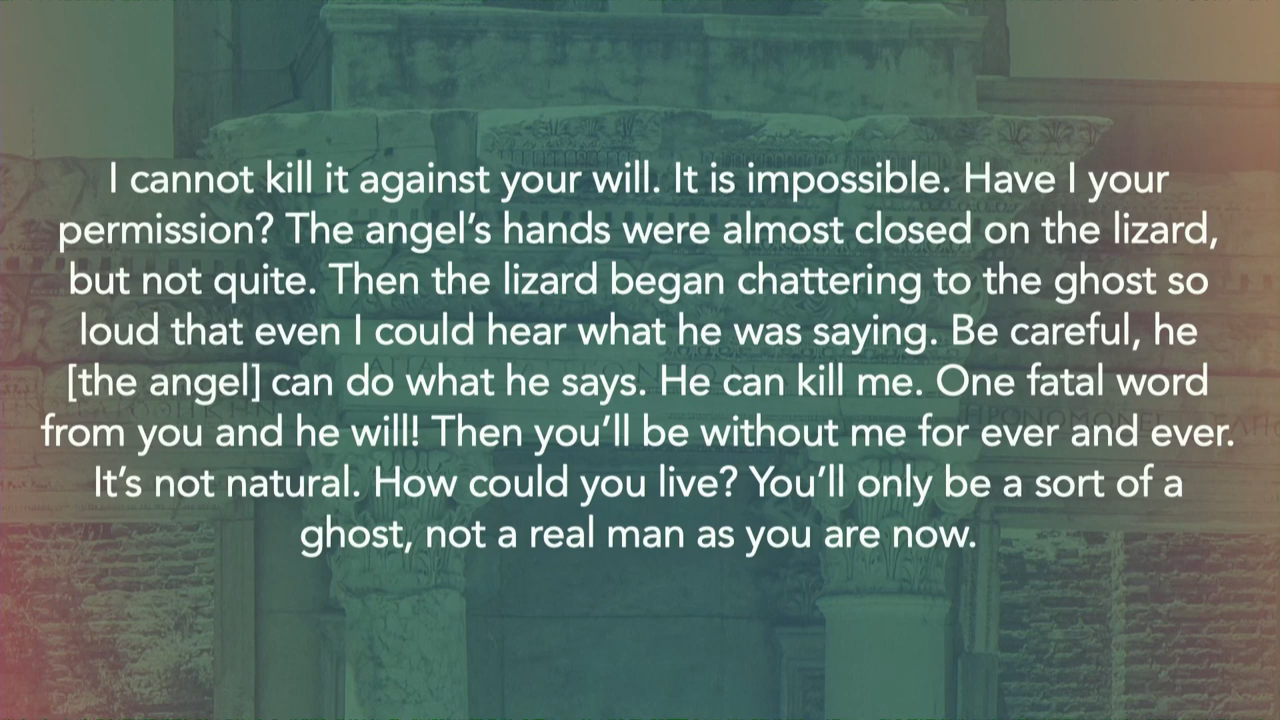 I cannot kill it against your will. It is impossible. Have I your
permission? The angel’s hands were almost closed on the lizard,
but not quite. Then the lizard began chattering to the ghost so
loud that even I could hear what he was saying. Be careful, he
[the angel] can do what he says. He can kill me. One fatal word
from you and he will! Then you’ll be without me for ever and ever.
It’s not natural. How could you live? You’ll only be a sort of a
ghost, not a real man as you are now.